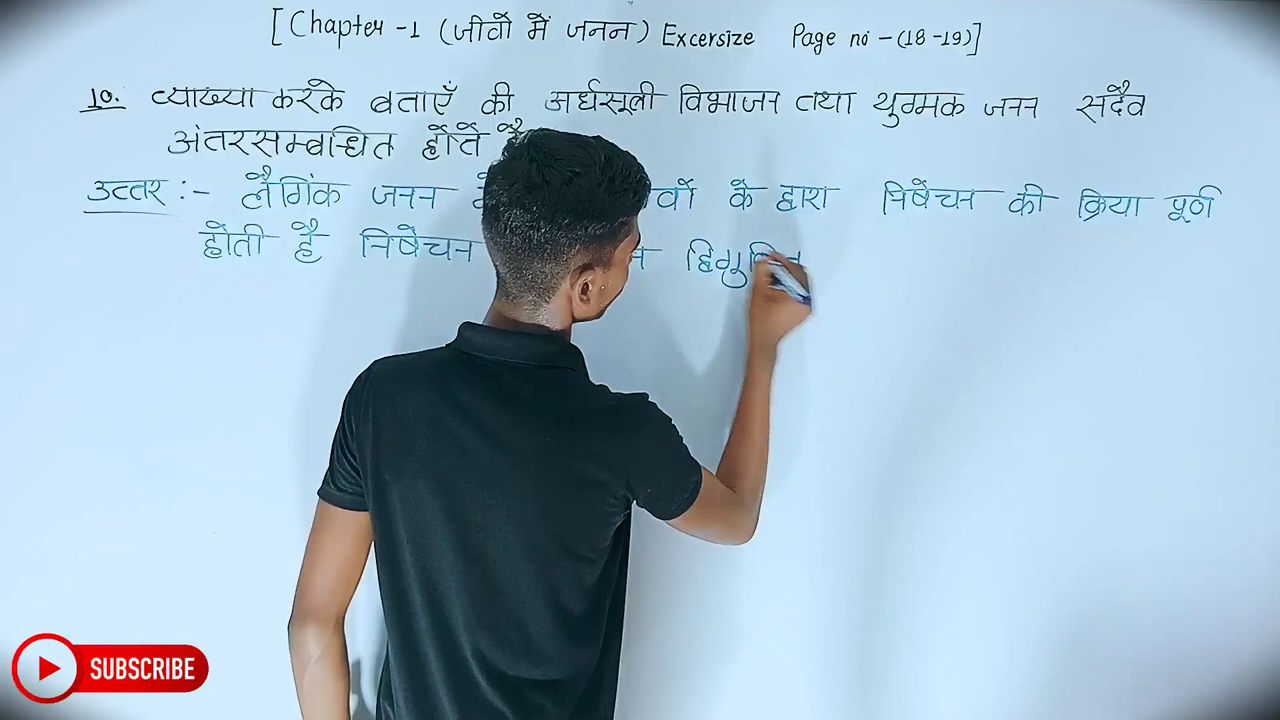 [Chapter -1 (जीवों में जनन) Excersize Page no - (18 -19)]
10. व्याख्या करके बताएँ की अर्धसूत्री विभाजन तथा युग्मक जनन सदैव
अंतरसम्बन्धित होते है
उत्तर :- लैगिंक जनन के द्वारा निषेचन की क्रिया पूर्ण
होती है निषेचन द्विगुणित
SUBSCRIBE